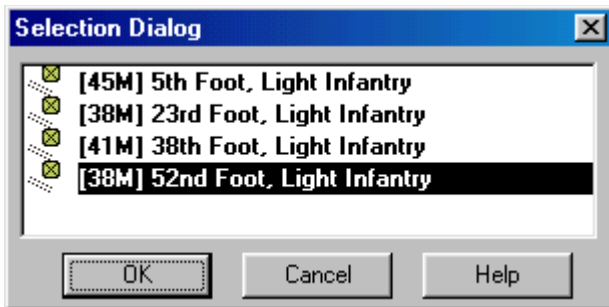 Selection Dialog
[45M] 5th Foot, Light Infantry
[38M] 23rd Foot, Light Infantry
[41M] 38th Foot, Light Infantry
[38M] 52nd Foot, Light Infantry
OK Cancel Help